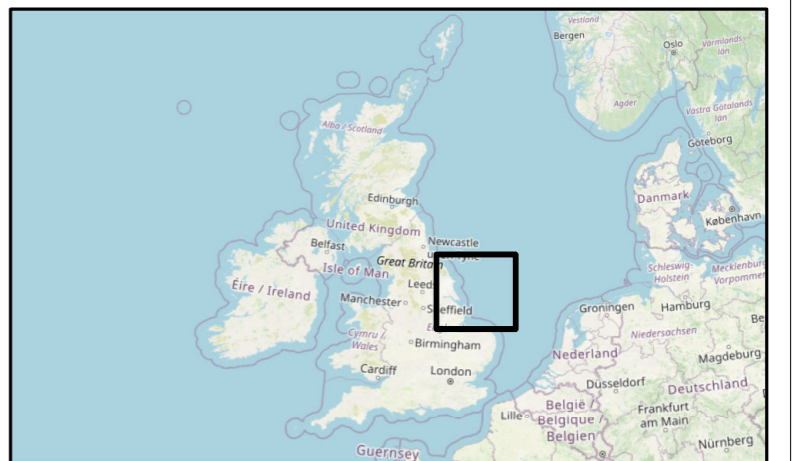 Vestland
Bergen
Oslo
Värmlands
län
Agder
Västra Götalands
län
Göteborg
Alba / Scotland
Danmark
København
Edinburgh
United Kingdom
Newcastle
Belfast
Great Britain
Isle of Man
Leeds
Schleswig-
Holstein
Mecklenburg
Vorpommern
Éire / Ireland
Manchester
Sheffield
Groningen
Hamburg
Niedersachsen
Cymru /
Wales
Birmingham
Nederland
Magdeburg
Cardiff
London
Düsseldorf
Deutschland
België /
Belgique /
Belgien
Lille
Frankfurt
am Main
Nürnberg
Guernsey